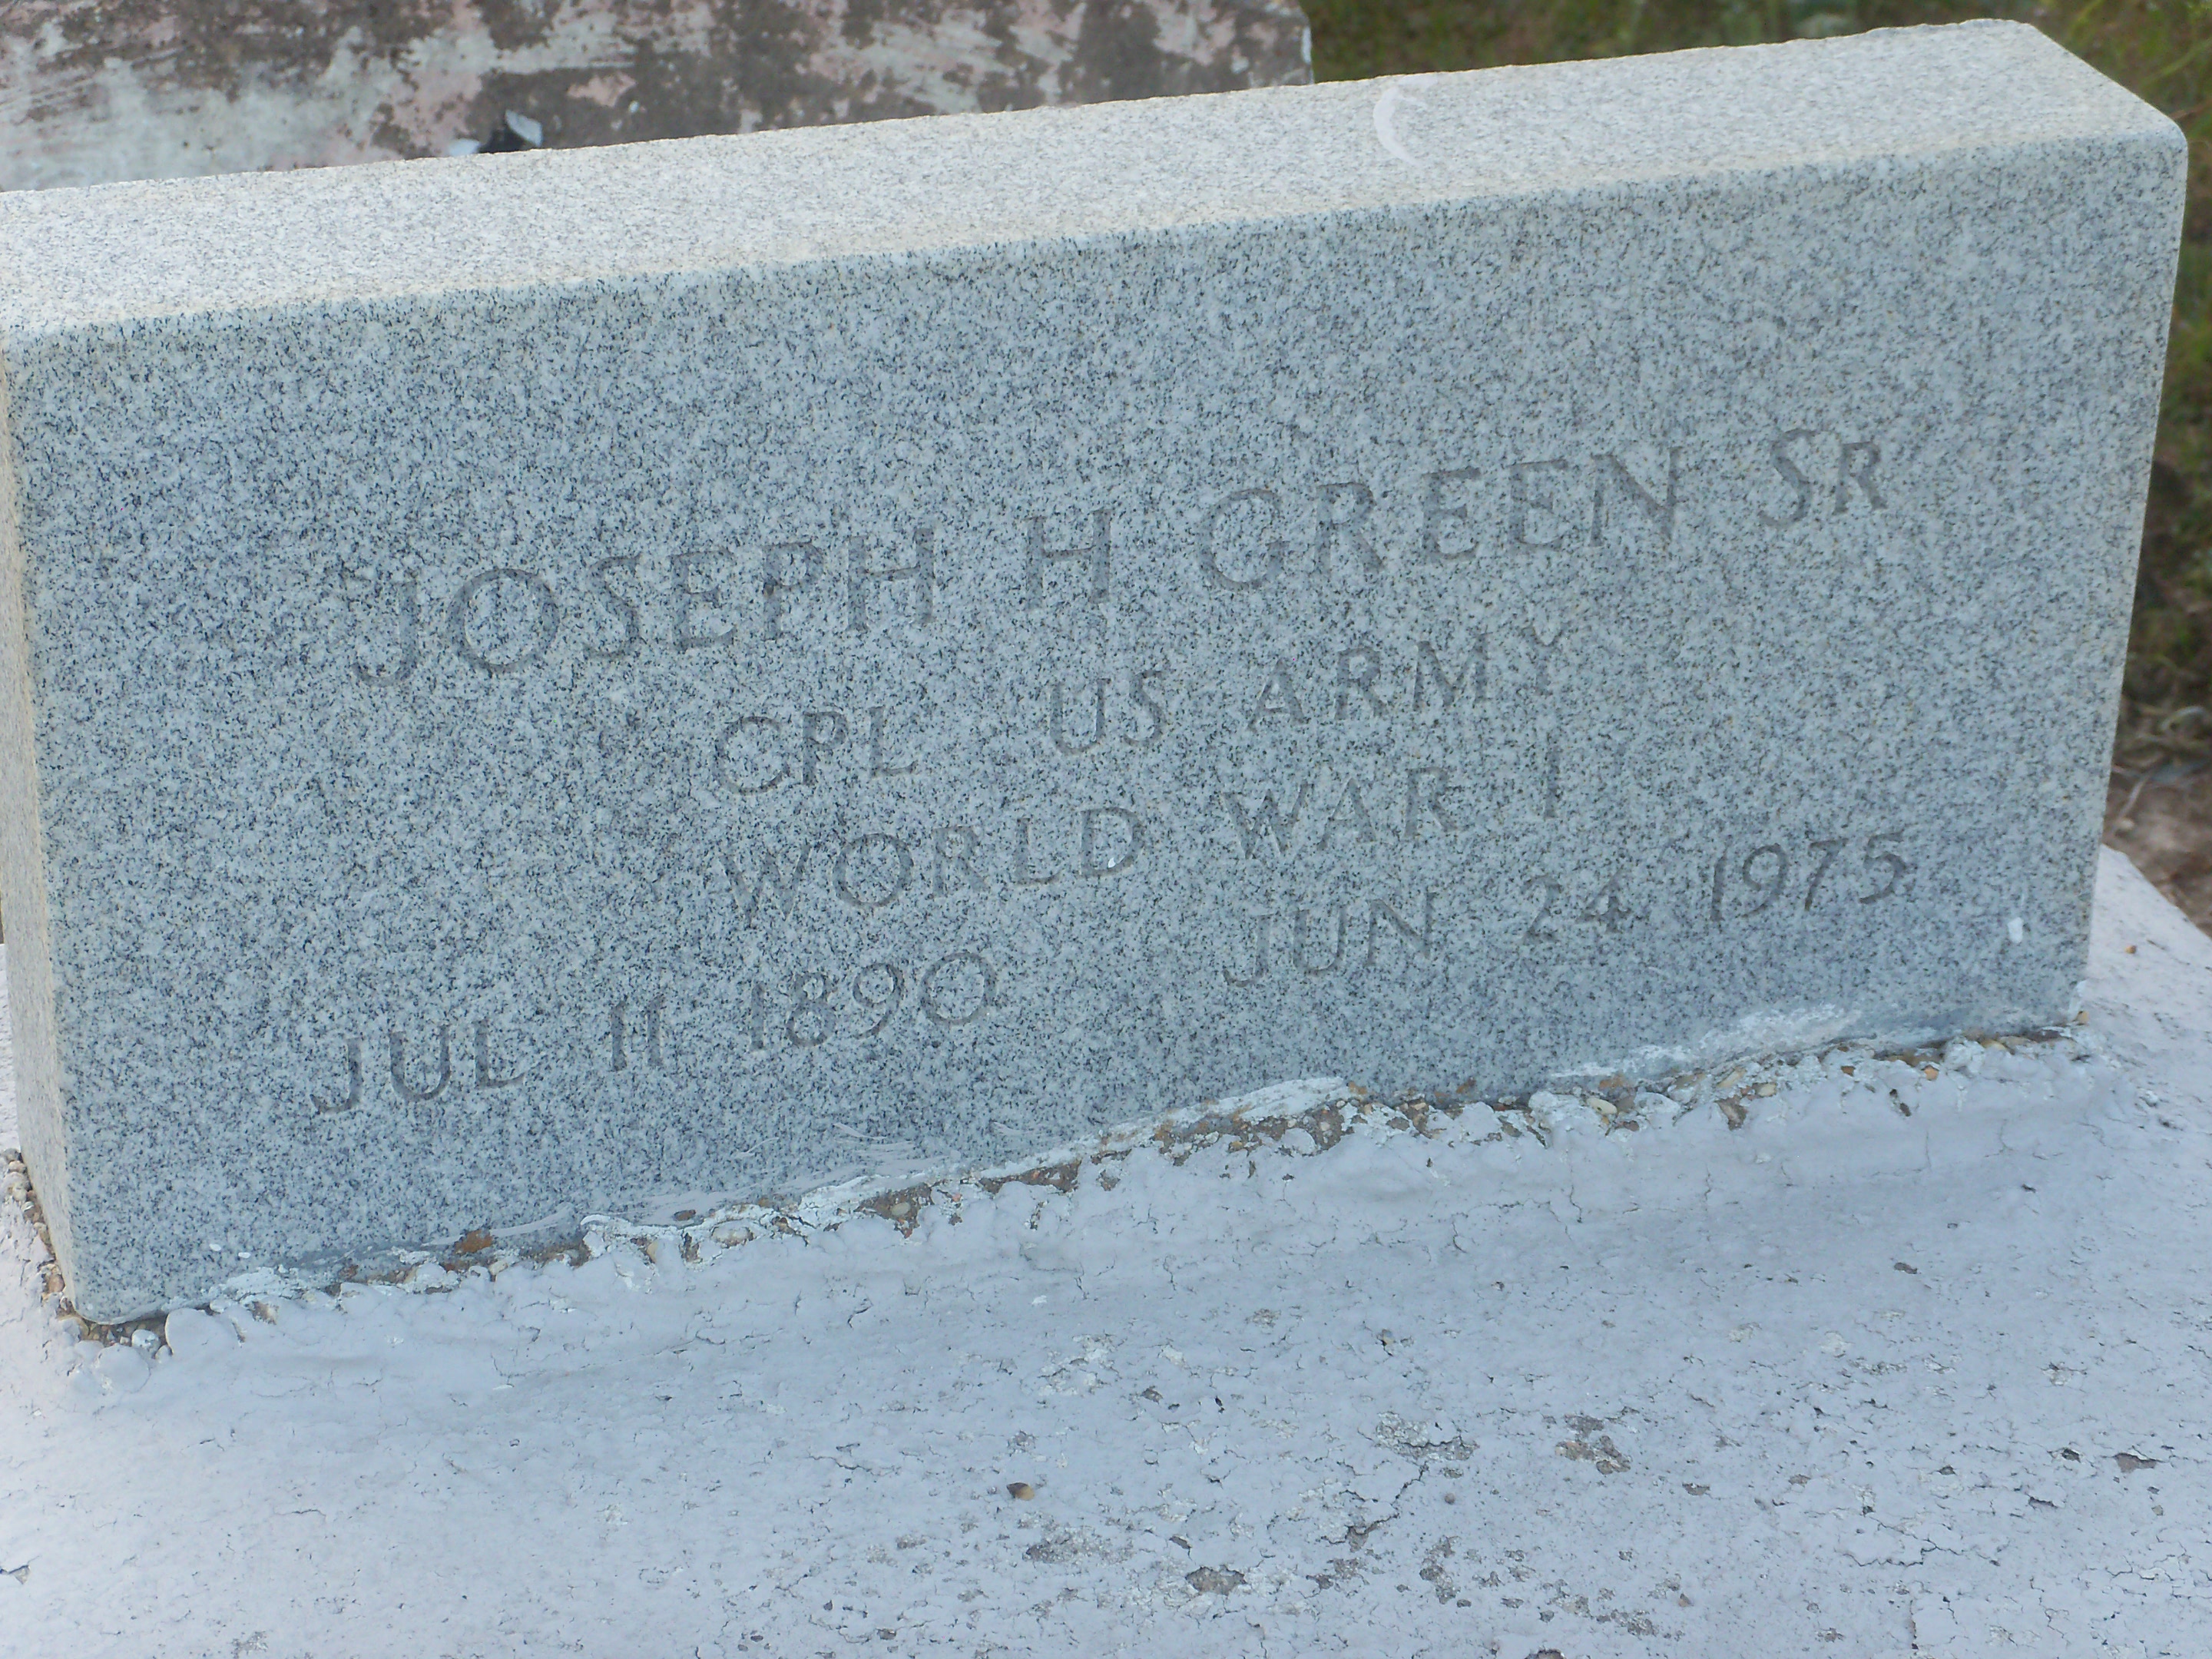 JOSEPH H GREEN SR
CPL US ARMY
WORLD WAR I
JUL 11 1890 JUN 24 1975